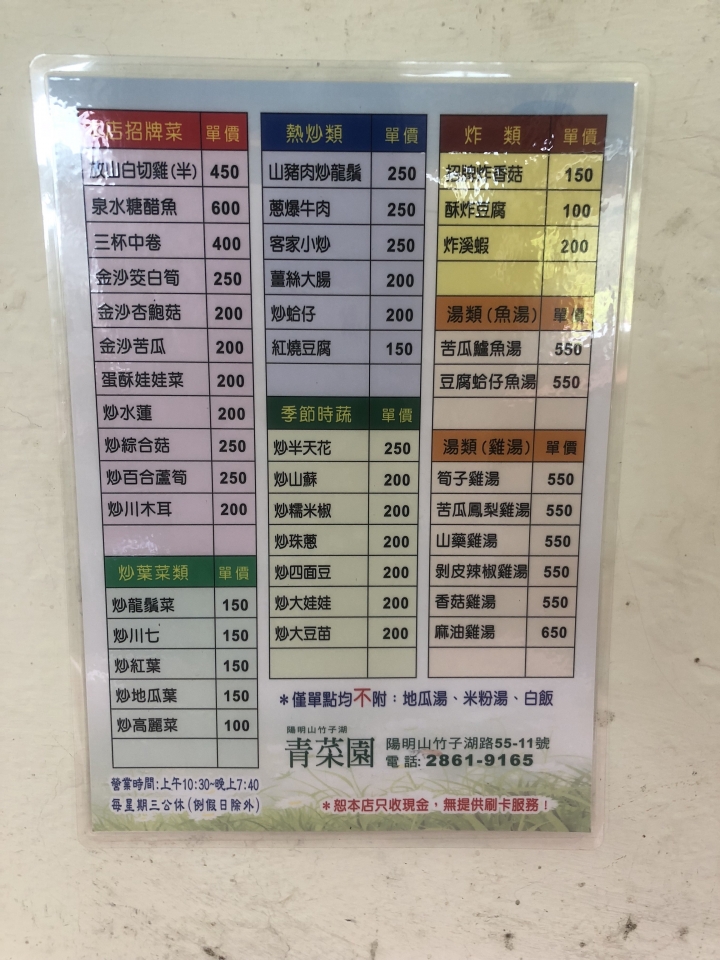 店招牌菜 單價
放山白切雞(半) 450
泉水糖醋魚 600
三杯中卷 400
金沙筊白筍 250
金沙杏鮑菇 200
金沙苦瓜 200
蛋酥娃娃菜 200
炒水蓮 200
炒綜合菇 250
炒百合蘆筍 250
炒川木耳 200
炒葉菜類 單價
炒龍鬚菜 150
炒川七 150
炒紅葉 150
炒地瓜葉 150
炒高麗菜 100
營業時間:上午10:30~晚上7:40
每星期三公休(例假日除外)
熱炒類 單價
山豬肉炒龍鬚 250
蔥爆牛肉 250
客家小炒 250
薑絲大腸 200
炒蛤仔 200
紅燒豆腐 150
季節時蔬 單價
炒半天花 250
炒山蘇 200
炒糯米椒 200
炒珠蔥 200
炒四面豆 200
炒大娃娃 200
炒大豆苗 200
炸類 單價
招牌炸香菇 150
酥炸豆腐 100
炸溪蝦 200
湯類(魚湯) 單價
苦瓜鱸魚湯 550
豆腐蛤仔魚湯 550
湯類(雞湯) 單價
筍子雞湯 550
苦瓜鳳梨雞湯 550
山藥雞湯 550
剝皮辣椒雞湯 550
香菇雞湯 550
麻油雞湯 650
*僅單點均不附：地瓜湯、米粉湯、白飯
陽明山竹子湖
青菜園
陽明山竹子湖路55-11號
電話:2861-9165
*恕本店只收現金，無提供刷卡服務！